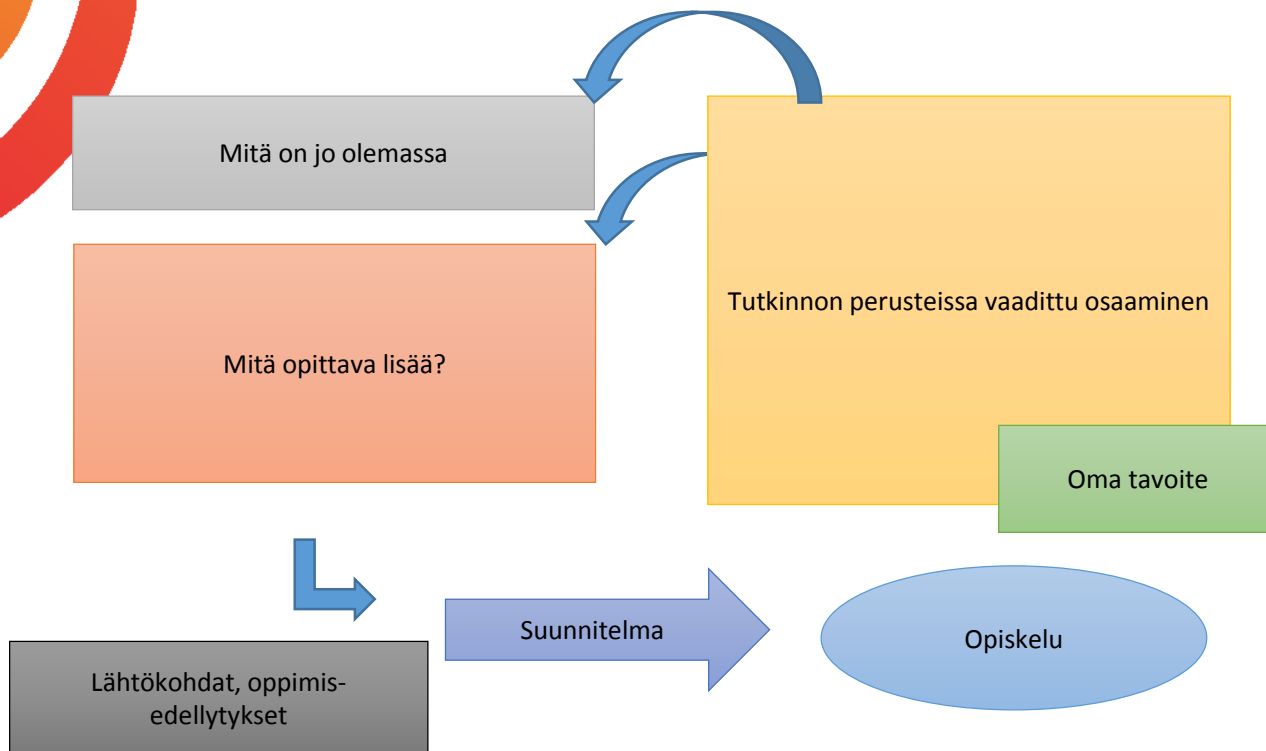 Mitä on jo olemassa
Tutkinnon perusteissa vaadittu osaaminen
Mitä opittava lisää?
Oma tavoite
Suunnitelma
Opiskelu
Lähtökohdat, oppimis-
edellytykset